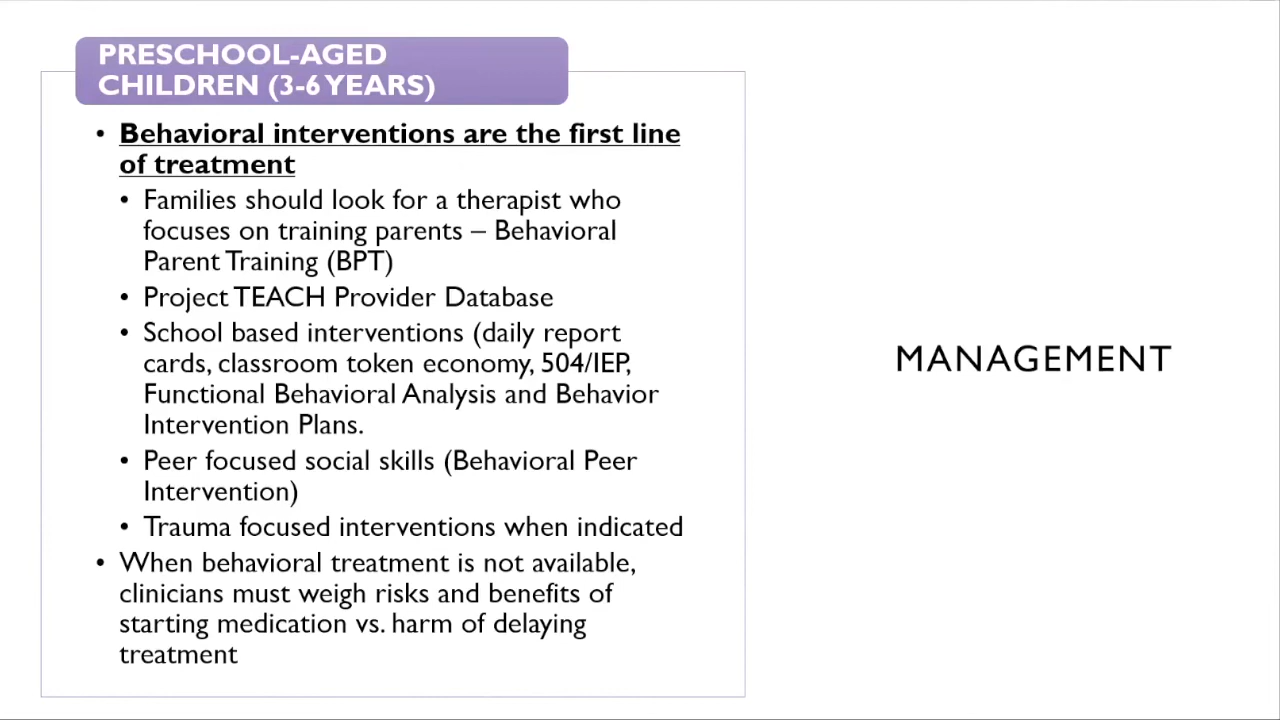 PRESCHOOL-AGED
CHILDREN (3-6 YEARS)
• Behavioral interventions are the first line
of treatment
• Families should look for a therapist who
focuses on training parents – Behavioral
Parent Training (BPT)
• Project TEACH Provider Database
• School based interventions (daily report
cards, classroom token economy, 504/IEP,
Functional Behavioral Analysis and Behavior
Intervention Plans.
• Peer focused social skills (Behavioral Peer
Intervention)
• Trauma focused interventions when indicated
• When behavioral treatment is not available,
clinicians must weigh risks and benefits of
starting medication vs. harm of delaying
treatment
MANAGEMENT